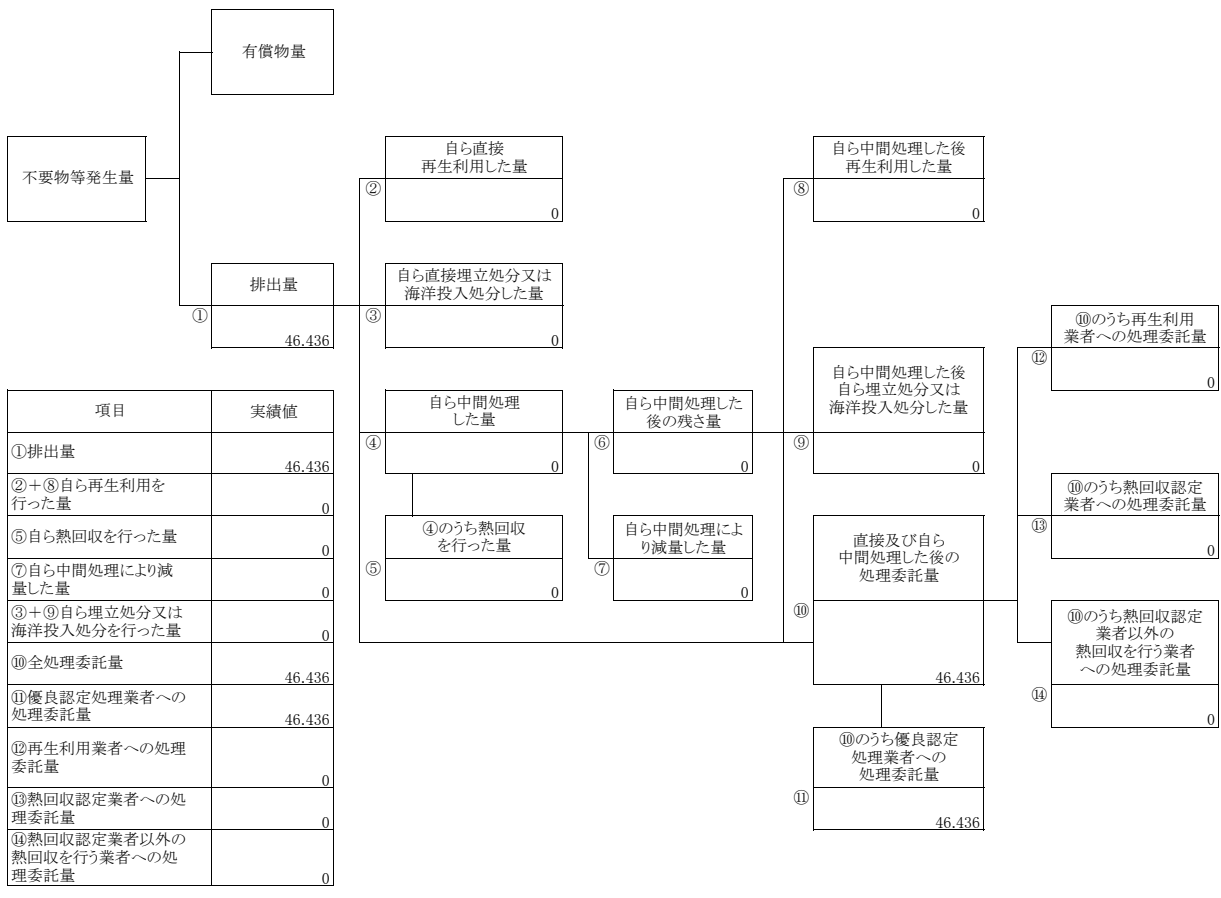 有償物量
不要物等発生量
排出量
①
46.436
自ら直接
再生利用した量
②
0
自ら直接埋立処分又は
海洋投入処分した量
③
0
自ら中間処理
した量
④
0
④のうち熱回収
を行った量
⑤
0
自ら中間処理した
後の残さ量
⑥
0
自ら中間処理によ
り減量した量
⑦
0
自ら中間処理した後
再生利用した量
⑧
0
自ら中間処理した後
自ら埋立処分又は
海洋投入処分した量
⑨
0
直接及び自ら
中間処理した後の
処理委託量
⑩
46.436
⑩のうち優良認定
処理業者への
処理委託量
⑪
46.436
⑩のうち再生利用
業者への処理委託量
⑫
0
⑩のうち熱回収認定
業者への処理委託量
⑬
0
⑩のうち熱回収認定
業者以外の
熱回収を行う業者
への処理委託量
⑭
0
項目 実績値
①排出量
46.436
②＋⑧自ら再生利用を
行った量
0
⑤自ら熱回収を行った量
0
⑦自ら中間処理により減
量した量
0
③＋⑨自ら埋立処分又は
海洋投入処分を行った量
0
⑩全処理委託量
46.436
⑪優良認定処理業者への
処理委託量
46.436
⑫再生利用業者への処理
委託量
0
⑬熱回収認定業者への処
理委託量
0
⑭熱回収認定業者以外の
熱回収を行う業者への処
理委託量
0